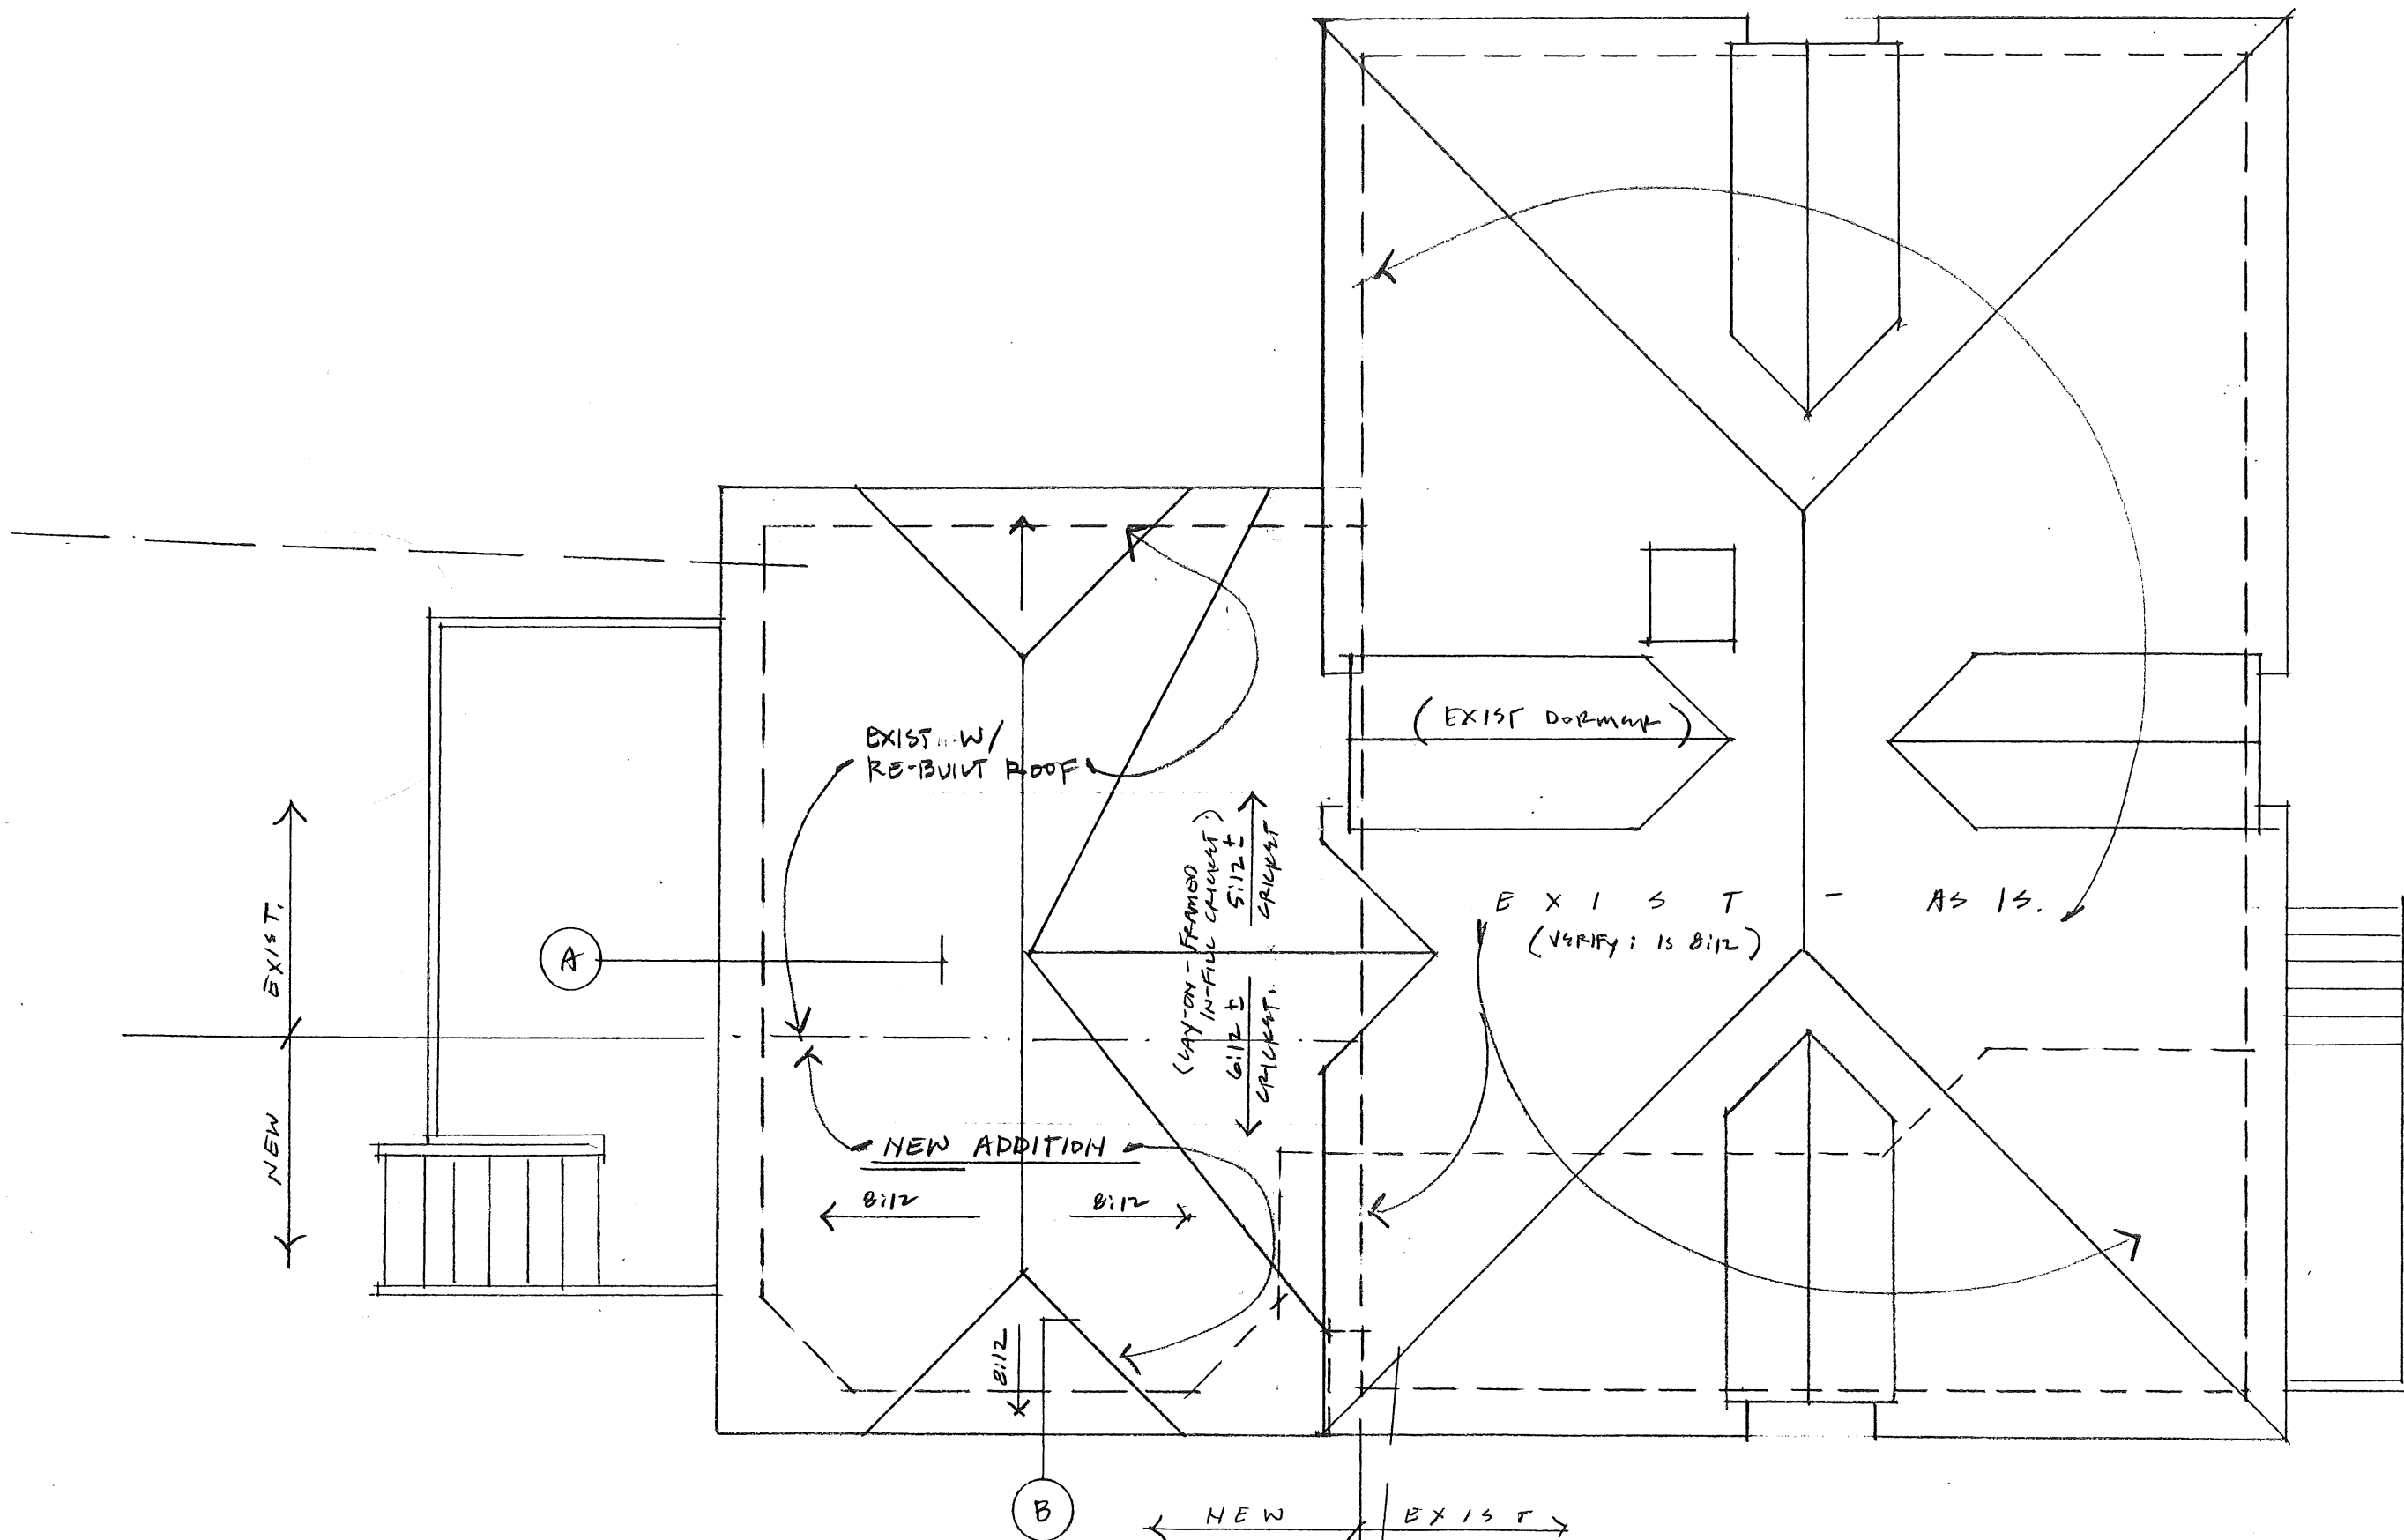 (EXIST DORMER)
EXIST. W/
RE-BUILT ROOF
EXIST.
NEW
(LAY-ON-FRAMED
IN-FILL CRICKET.)
5:12 ±
CRICKET
6:12 ±
CRICKET.
E X I S T - AS IS.
(VERIFY: IS 8:12)
A
NEW ADDITION
8:12
8:12
8:12
B
NEW
EXIST